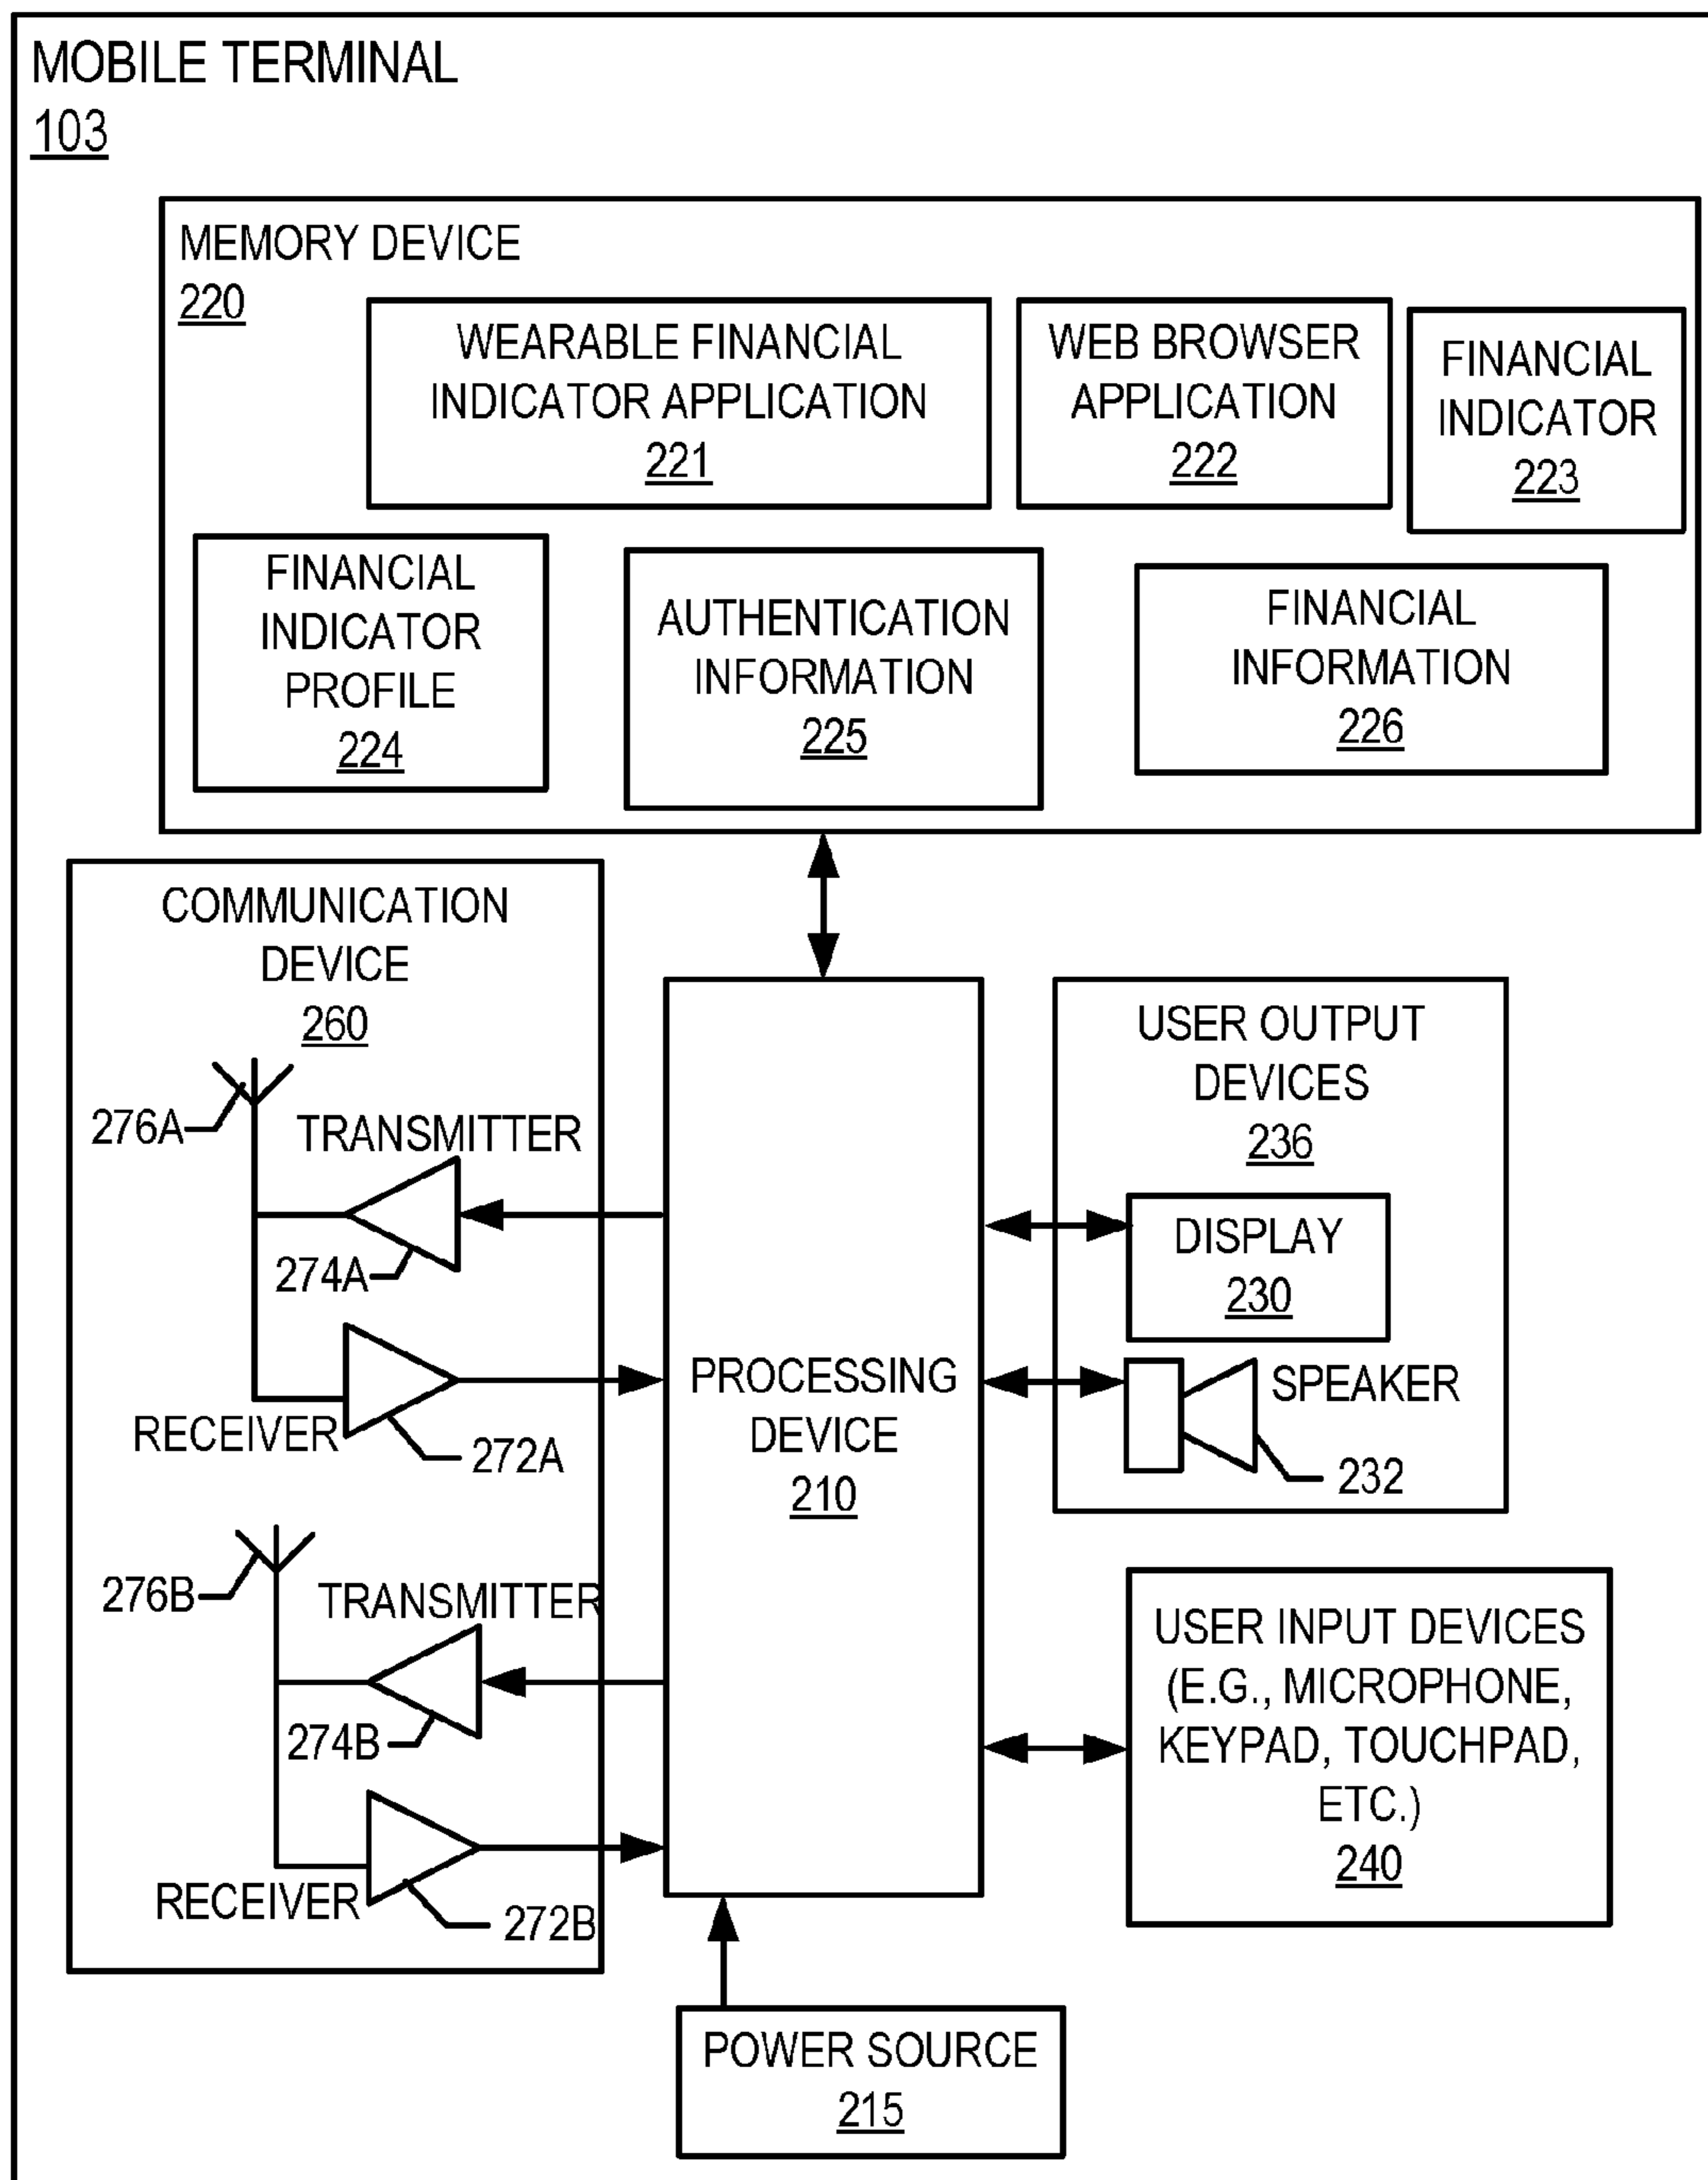 MOBILE TERMINAL
103
MEMORY DEVICE
220
WEARABLE FINANCIAL
INDICATOR APPLICATION
221
WEB BROWSER
APPLICATION
222
FINANCIAL
INDICATOR
223
FINANCIAL
INDICATOR
PROFILE
224
AUTHENTICATION
INFORMATION
225
FINANCIAL
INFORMATION
226
COMMUNICATION
DEVICE
260
276A
TRANSMITTER
274A
RECEIVER
272A
276B
TRANSMITTER
274B
RECEIVER
272B
PROCESSING
DEVICE
210
USER OUTPUT
DEVICES
236
DISPLAY
230
SPEAKER
232
USER INPUT DEVICES
(E.G., MICROPHONE,
KEYPAD, TOUCHPAD,
ETC.)
240
POWER SOURCE
215